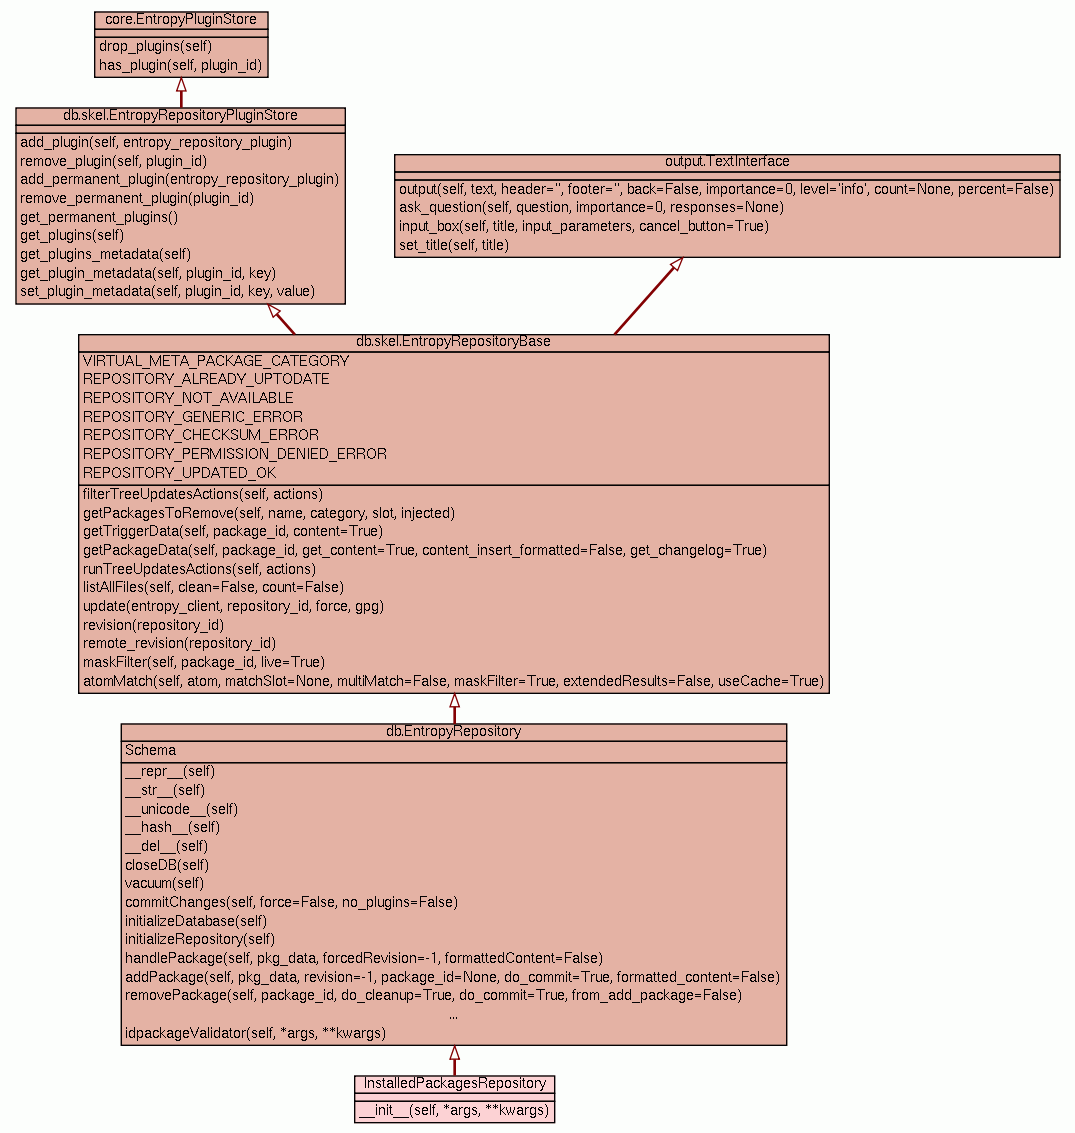 core.EntropyPluginStore
drop_plugins(self)
has_plugin(self, plugin_id)
db.skel.EntropyRepositoryPluginStore
add_plugin(self, entropy_repository_plugin)
remove_plugin(self, plugin_id)
add_permanent_plugin(entropy_repository_plugin)
remove_permanent_plugin(plugin_id)
get_permanent_plugins()
get_plugins(self)
get_plugins_metadata(self)
get_plugin_metadata(self, plugin_id, key)
set_plugin_metadata(self, plugin_id, key, value)
output.TextInterface
output(self, text, header='', footer='', back=False, importance=0, level='info', count=None, percent=False)
ask_question(self, question, importance=0, responses=None)
input_box(self, title, input_parameters, cancel_button=True)
set_title(self, title)
db.skel.EntropyRepositoryBase
VIRTUAL_META_PACKAGE_CATEGORY
REPOSITORY_ALREADY_UPTODATE
REPOSITORY_NOT_AVAILABLE
REPOSITORY_GENERIC_ERROR
REPOSITORY_CHECKSUM_ERROR
REPOSITORY_PERMISSION_DENIED_ERROR
REPOSITORY_UPDATED_OK
filterTreeUpdatesActions(self, actions)
getPackagesToRemove(self, name, category, slot, injected)
getTriggerData(self, package_id, content=True)
getPackageData(self, package_id, get_content=True, content_insert_formatted=False, get_changelog=True)
runTreeUpdatesActions(self, actions)
listAllFiles(self, clean=False, count=False)
update(entropy_client, repository_id, force, gpg)
revision(repository_id)
remote_revision(repository_id)
maskFilter(self, package_id, live=True)
atomMatch(self, atom, matchSlot=None, multiMatch=False, maskFilter=True, extendedResults=False, useCache=True)
db.EntropyRepository
Schema
__repr__(self)
__str__(self)
__unicode__(self)
__hash__(self)
__del__(self)
closeDB(self)
vacuum(self)
commitChanges(self, force=False, no_plugins=False)
initializeDatabase(self)
initializeRepository(self)
handlePackage(self, pkg_data, forcedRevision=-1, formattedContent=False)
addPackage(self, pkg_data, revision=-1, package_id=None, do_commit=True, formatted_content=False)
removePackage(self, package_id, do_cleanup=True, do_commit=True, from_add_package=False)
...
idpackageValidator(self, *args, **kwargs)
InstalledPackagesRepository
__init__(self, *args, **kwargs)